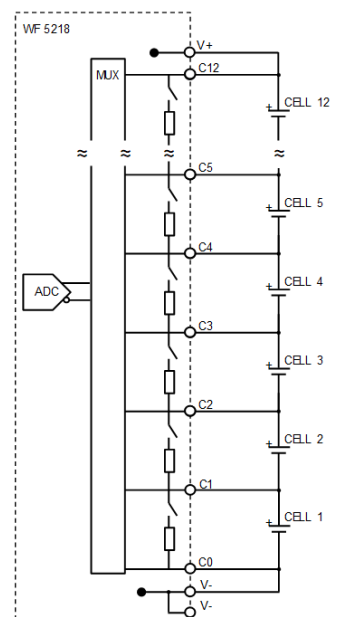 WF 5218
V+
MUX
C12
CELL 12
C5
CELL 5
C4
ADC
CELL 4
C3
CELL 3
C2
CELL 2
C1
CELL 1
C0
V-
V-